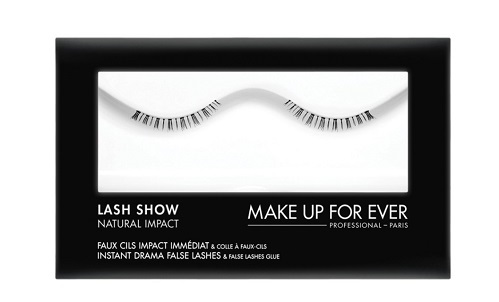 LASH SHOW
NATURAL IMPACT
MAKE UP FOR EVER
PROFESSIONAL – PARIS
FAUX CILS IMPACT IMMÉDIAT & COLLE À FAUX-CILS
INSTANT DRAMA FALSE LASHES & FALSE LASHES GLUE